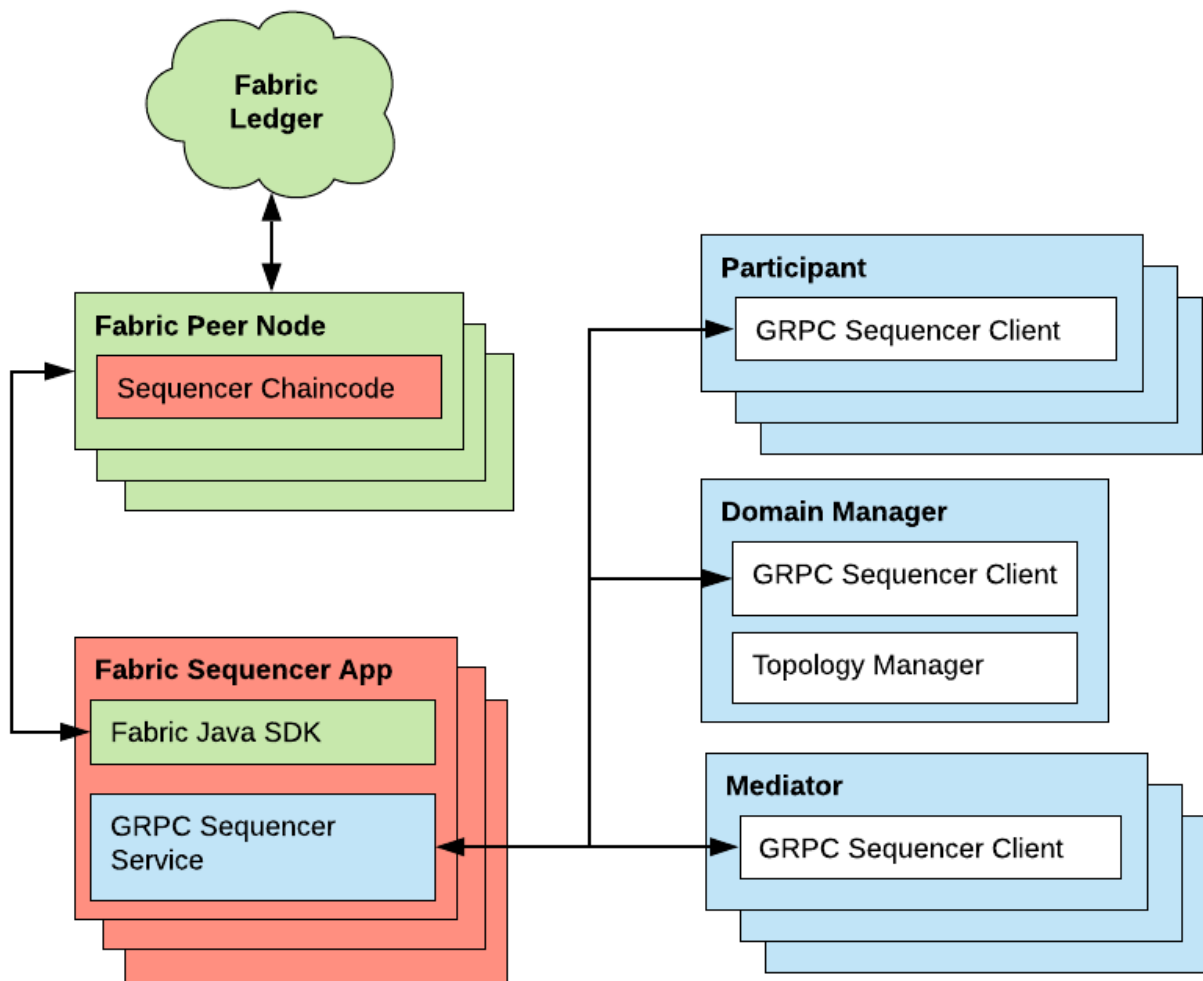 Fabric
Ledger
Fabric Peer Node
Sequencer Chaincode
Fabric Sequencer App
Fabric Java SDK
GRPC Sequencer
Service
Participant
GRPC Sequencer Client
Domain Manager
GRPC Sequencer Client
Topology Manager
Mediator
GRPC Sequencer Client